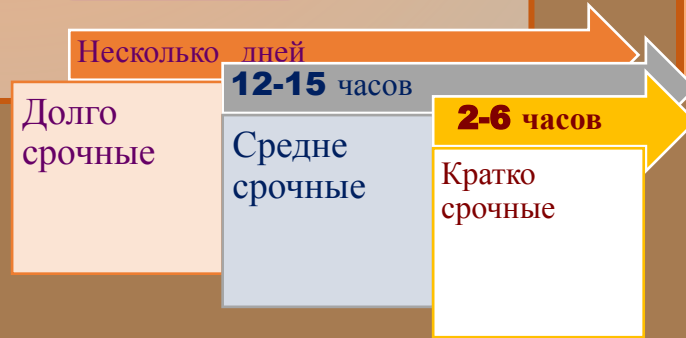 Несколько дней
12-15 часов
2-6 часов
Долго
срочные
Средне
срочные
Кратко
срочные